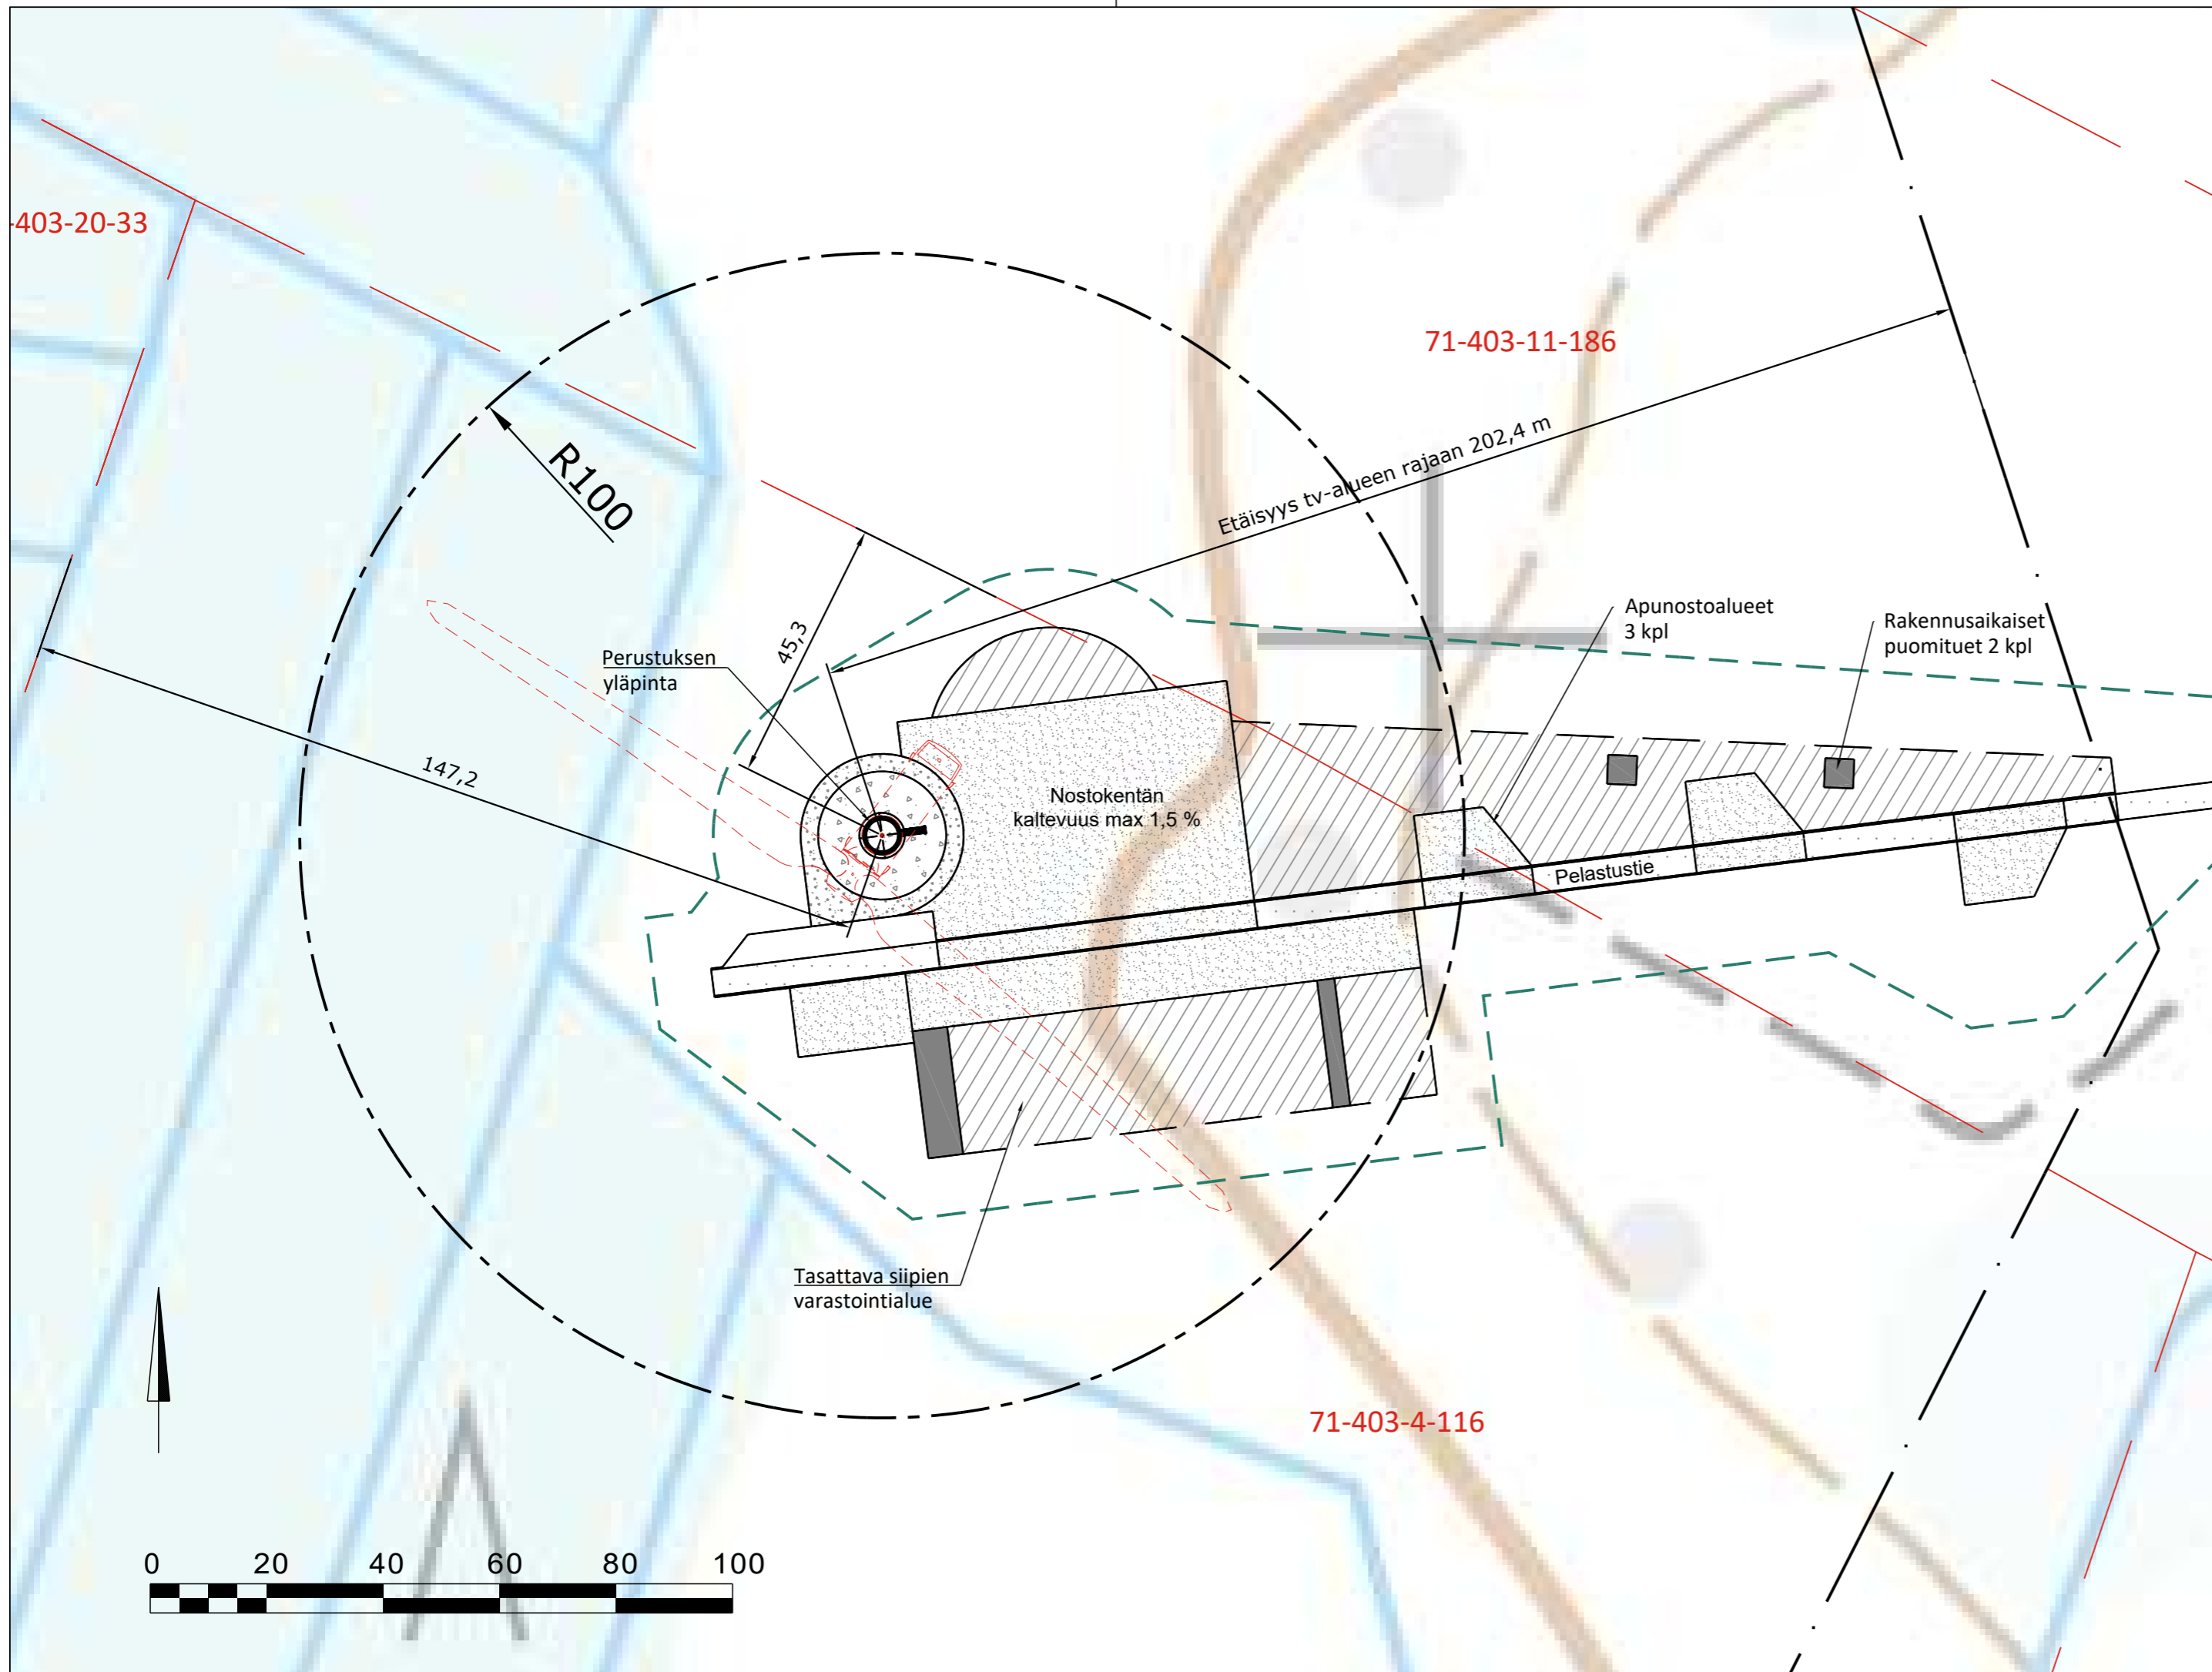 -403-20-33
71-403-11-186
R100
Etäisyys tv-alueen rajaan 202,4 m
45,3
Apunostoalueet
3 kpl
Rakennusaikaiset
puomituet 2 kpl
Perustuksen
yläpinta
147,2
Nostokentän
kaltevuus max 1,5 %
Pelastustie
Tasattava siipien
varastointialue
71-403-4-116
0 20 40 60 80 100